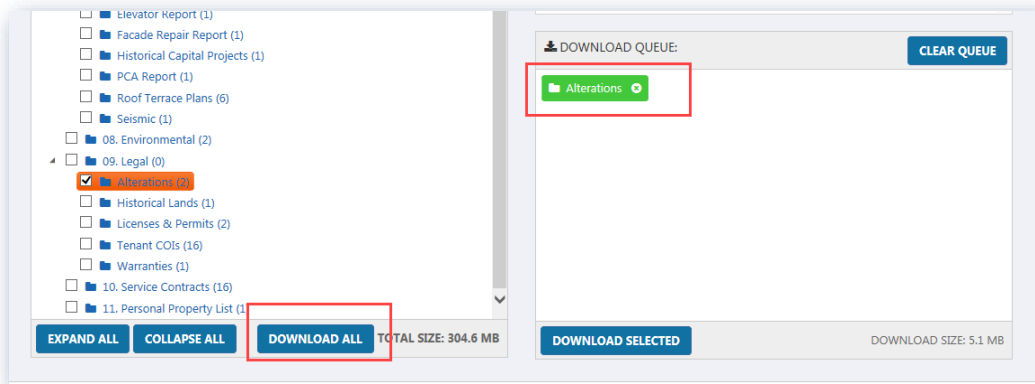 Elevator Report (1)
Facade Repair Report (1)
Historical Capital Projects (1)
PCA Report (1)
Roof Terrace Plans (6)
Seismic (1)
08. Environmental (2)
09. Legal (0)
Alterations (2)
Historical Lands (1)
Licenses & Permits (2)
Tenant COIs (16)
Warranties (1)
10. Service Contracts (16)
11. Personal Property List (1
EXPAND ALL COLLAPSE ALL DOWNLOAD ALL TOTAL SIZE: 304.6 MB
DOWNLOAD QUEUE: CLEAR QUEUE
Alterations
DOWNLOAD SELECTED DOWNLOAD SIZE: 5.1 MB